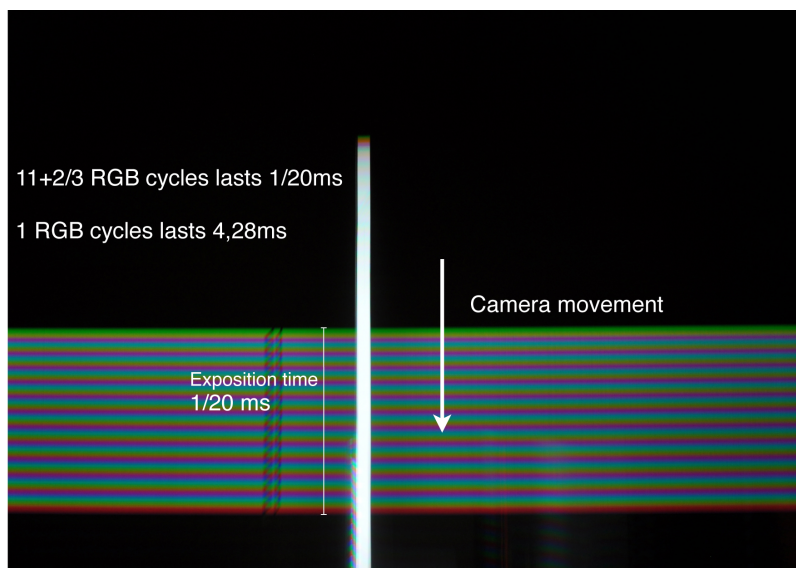 11+2/3 RGB cycles lasts 1/20ms
1 RGB cycles lasts 4,28ms
Camera movement
Exposition time
1/20 ms